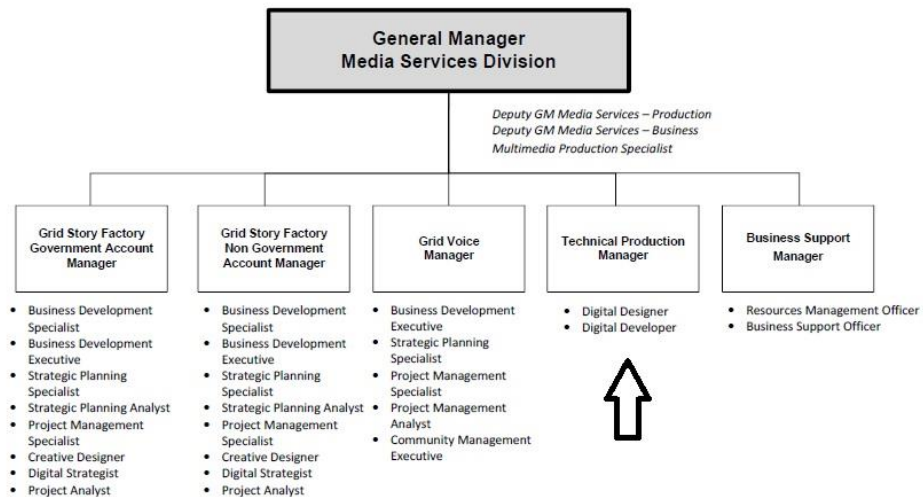 General Manager
Media Services Division
Deputy GM Media Services – Production
Deputy GM Media Services – Business
Multimedia Production Specialist
Grid Story Factory
Government Account
Manager
Grid Story Factory
Non Government
Account Manager
Grid Voice
Manager
Technical Production
Manager
Business Support
Manager
• Business Development
Specialist
• Business Development
Executive
• Strategic Planning
Specialist
• Strategic Planning Analyst
• Project Management
Specialist
• Creative Designer
• Digital Strategist
• Project Analyst
• Business Development
Specialist
• Business Development
Executive
• Strategic Planning
Specialist
• Strategic Planning Analyst
• Project Management
Specialist
• Creative Designer
• Digital Strategist
• Project Analyst
• Business Development
Executive
• Strategic Planning
Specialist
• Project Management
Specialist
• Project Management
Analyst
• Community Management
Executive
• Digital Designer
• Digital Developer
• Resources Management Officer
• Business Support Officer